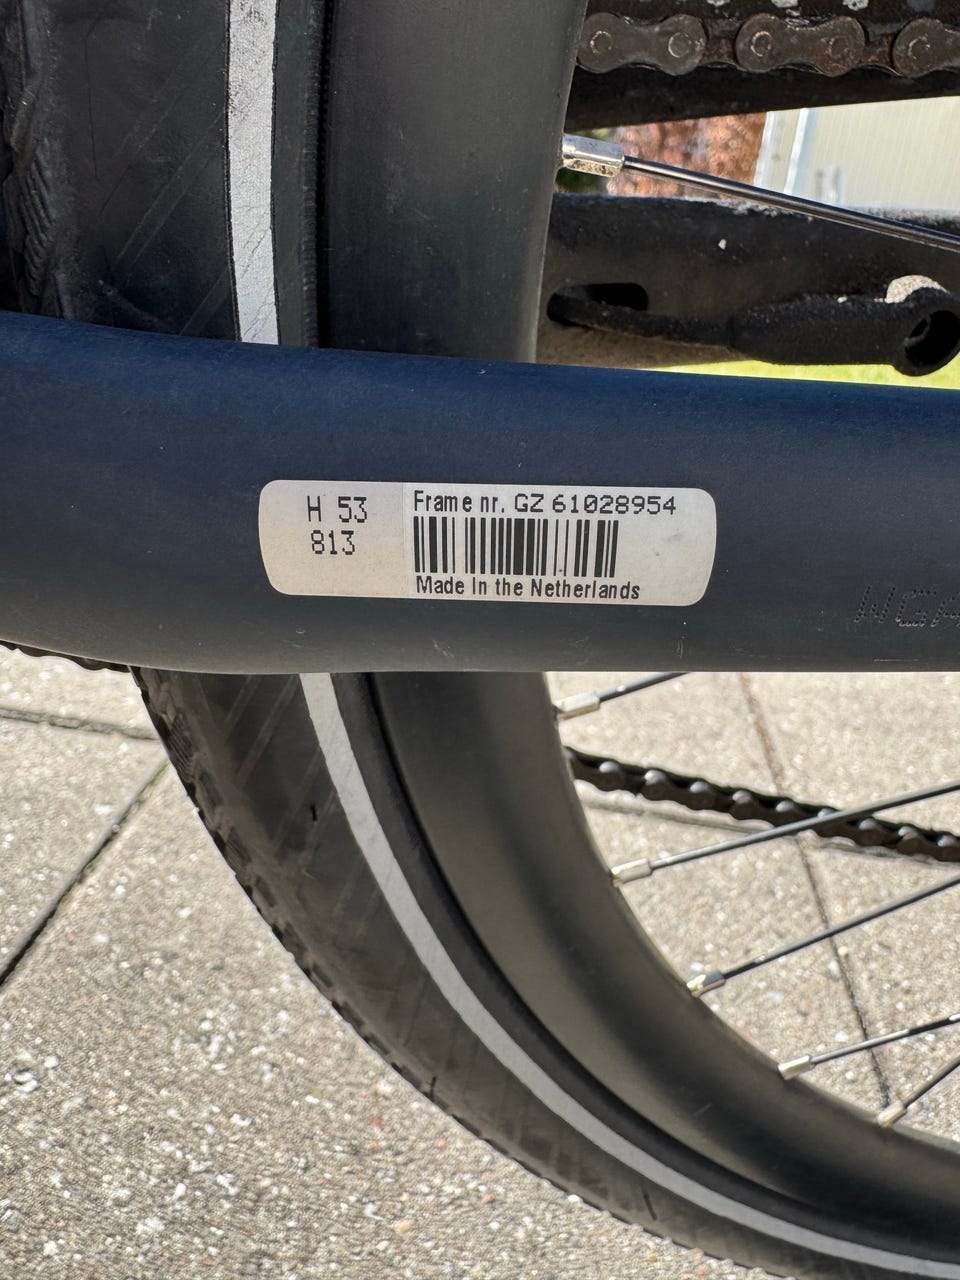 H 53
813
Frame nr. GZ 61028954
Made In the Netherlands